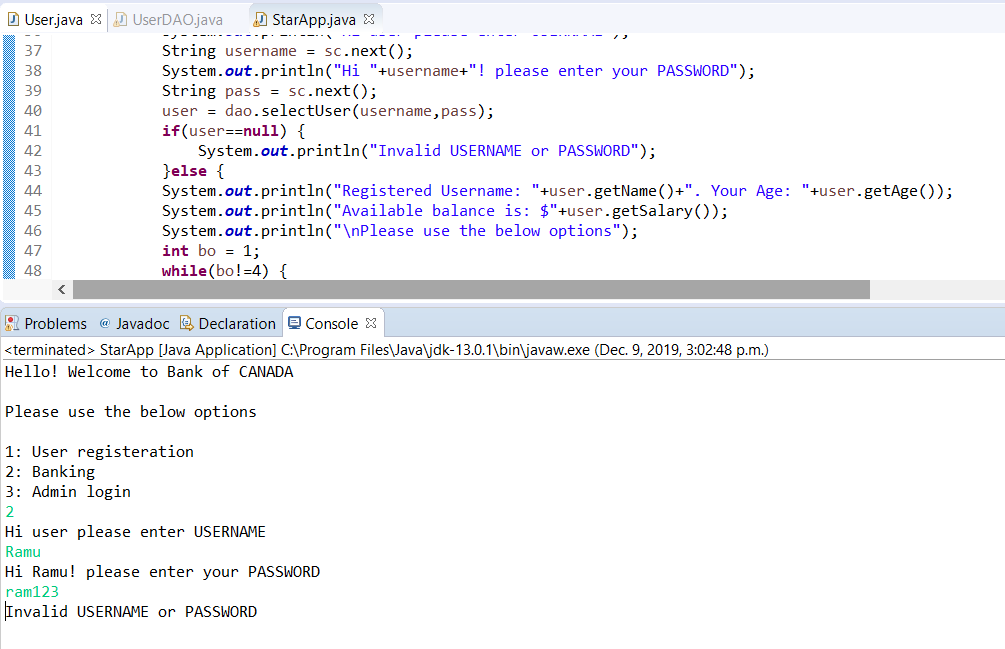 User.java UserDAO.java StarApp.java
37 String username = sc.next();
38 System.out.println("Hi "+username+"! please enter your PASSWORD");
39 String pass = sc.next();
40 user = dao.selectUser(username,pass);
41 if(user==null) {
42 System.out.println("Invalid USERNAME or PASSWORD");
43 }else {
44 System.out.println("Registered Username: "+user.getName()+". Your Age: "+user.getAge());
45 System.out.println("Available balance is: $"+user.getSalary());
46 System.out.println("\nPlease use the below options");
47 int bo = 1;
48 while(bo!=4) {
Problems @ Javadoc Declaration Console
<terminated> StarApp [Java Application] C:\Program Files\Java\jdk-13.0.1\bin\javaw.exe (Dec. 9, 2019, 3:02:48 p.m.)
Hello! Welcome to Bank of CANADA
Please use the below options
1: User registeration
2: Banking
3: Admin login
2
Hi user please enter USERNAME
Ramu
Hi Ramu! please enter your PASSWORD
ram123
Invalid USERNAME or PASSWORD